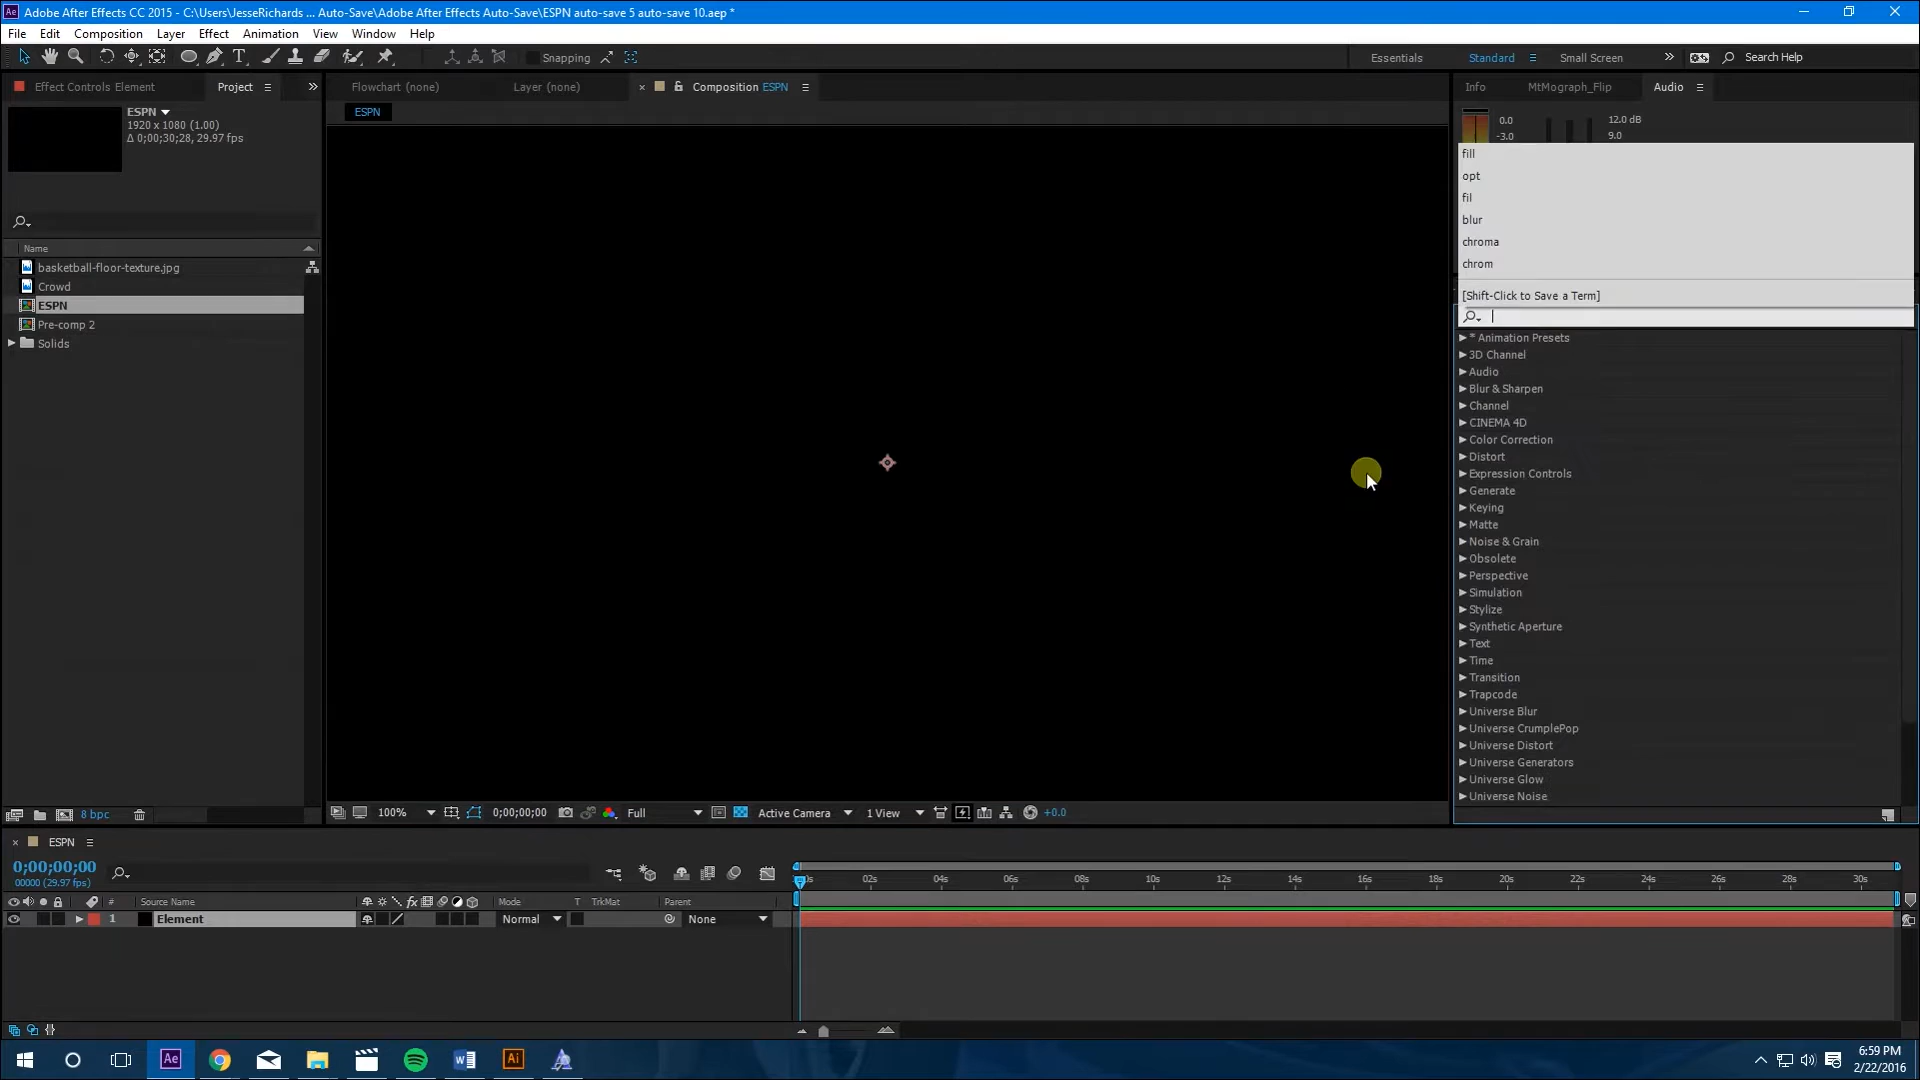 Adobe After Effects CC 2015 - C:\Users\JesseRichards ... Auto-Save\Adobe After Effects Auto-Save\ESPN auto-save 5 auto-save 10.aep *
File Edit Composition Layer Effect Animation View Window Help
Snapping Essentials Standard Small Screen Search Help
Effect Controls Element Project Flowchart (none) Layer (none) Composition ESPN Info MtMograph_Flip Audio
ESPN
1920 x 1080 (1.00)
Δ 0;00;30;28, 29.97 fps
ESPN
0.0 12.0 dB
-3.0 9.0
fill
opt
fil
blur
chroma
chrom
[Shift-Click to Save a Term]
Name
basketball-floor-texture.jpg
Crowd
ESPN
Pre-comp 2
Solids
* Animation Presets
3D Channel
Audio
Blur & Sharpen
Channel
CINEMA 4D
Color Correction
Distort
Expression Controls
Generate
Keying
Matte
Noise & Grain
Obsolete
Perspective
Simulation
Stylize
Synthetic Aperture
Text
Time
Transition
Trapcode
Universe Blur
Universe CrumplePop
Universe Distort
Universe Generators
Universe Glow
Universe Noise
8 bpc 100% 0;00;00;00 Full Active Camera 1 View +0.0
ESPN
0;00;00;00
00000 (29.97 fps)
02s 04s 06s 08s 10s 12s 14s 16s 18s 20s 22s 24s 26s 28s 30s
# Source Name Mode T TrkMat Parent
1 Element Normal None
6:59 PM
2/22/2016